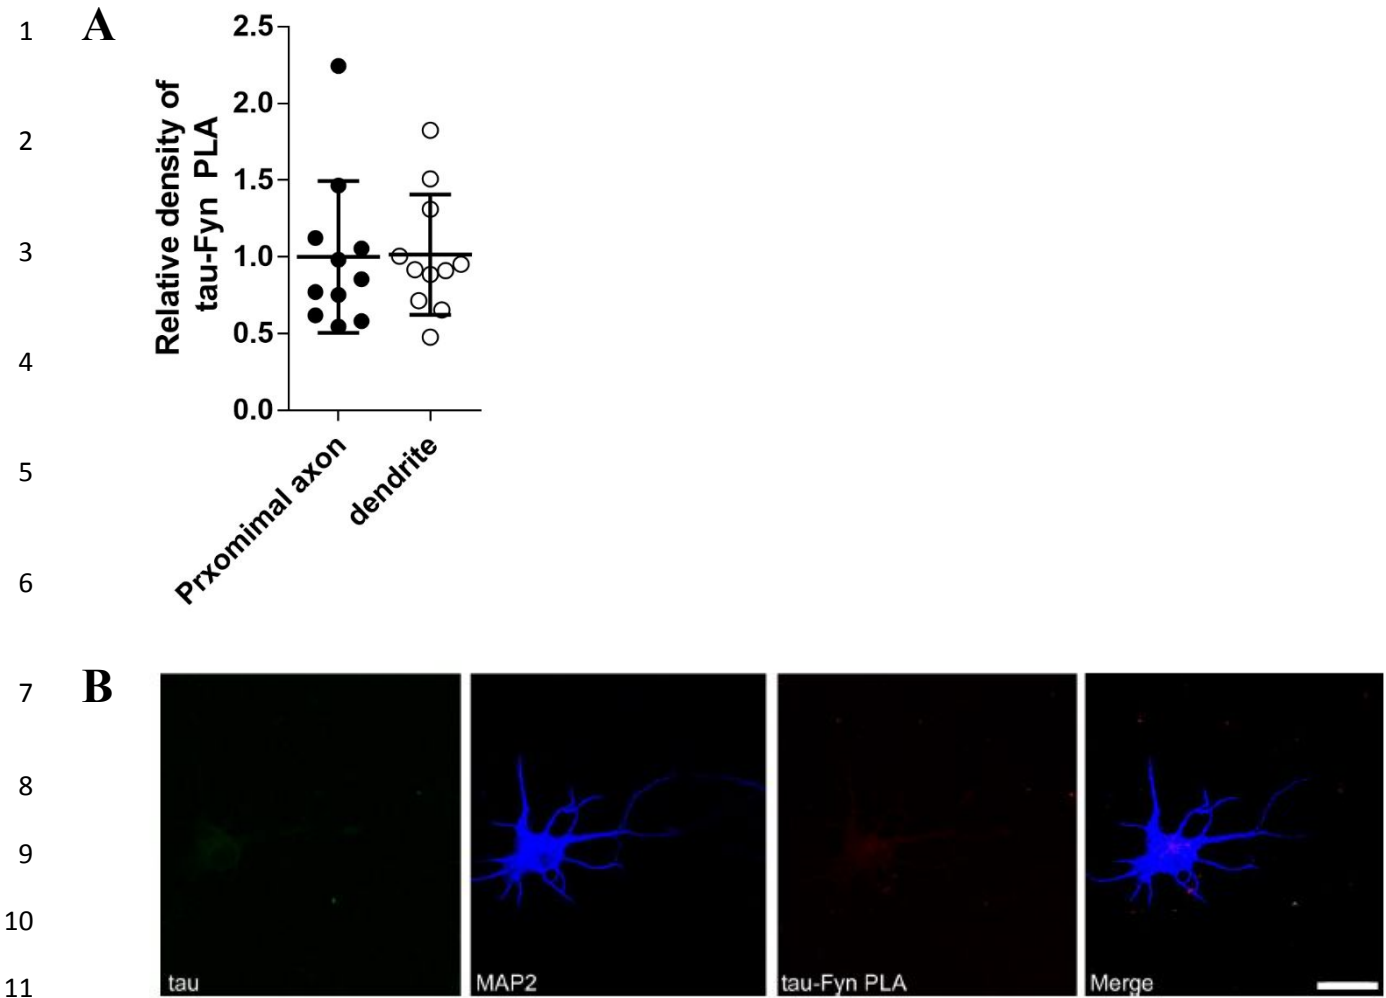 1
A
2.5
2.0
1.5
1.0
0.5
0.0
Relative density of
tau-Fyn PLA
Prxomimal axon
dendrite
2
3
4
5
6
7
B
8
9
10
11
tau
MAP2
tau-Fyn PLA
Merge